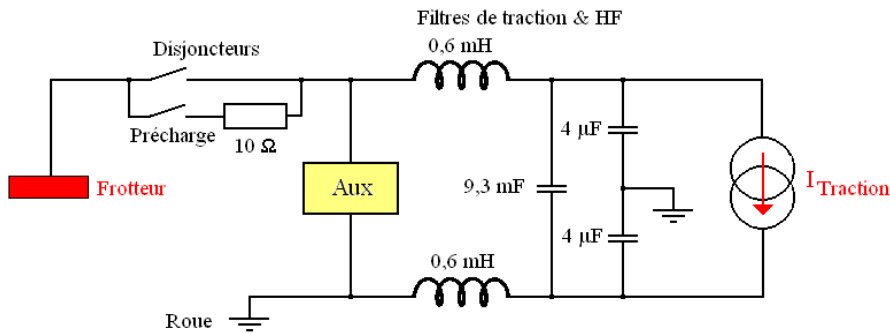 Filtres de traction & HF
Disjoncteurs
0,6 mH
Précharge
10 Ω
4 µF
Frotteur
Aux
9,3 mF
I Traction
4 µF
0,6 mH
Roue